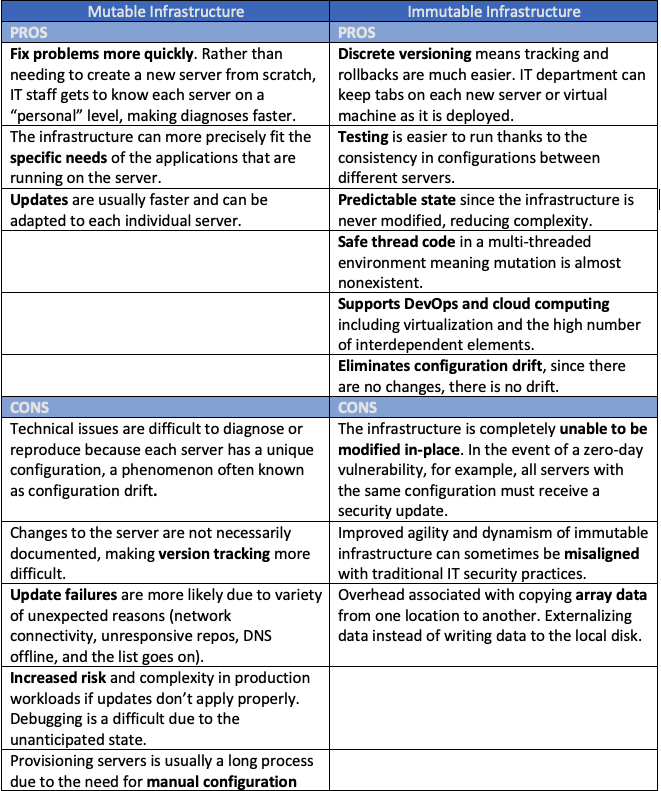 Mutable Infrastructure
Immutable Infrastructure
PROS
Fix problems more quickly. Rather than
needing to create a new server from scratch,
IT staff gets to know each server on a
“personal” level, making diagnoses faster.
Discrete versioning means tracking and
rollbacks are much easier. IT department can
keep tabs on each new server or virtual
machine as it is deployed.
The infrastructure can more precisely fit the
specific needs of the applications that are
running on the server.
Testing is easier to run thanks to the
consistency in configurations between
different servers.
Updates are usually faster and can be
adapted to each individual server.
Predictable state since the infrastructure is
never modified, reducing complexity.
Safe thread code in a multi-threaded
environment meaning mutation is almost
nonexistent.
Supports DevOps and cloud computing
including virtualization and the high number
of interdependent elements.
Eliminates configuration drift, since there
are no changes, there is no drift.
CONS
CONS
Technical issues are difficult to diagnose or
reproduce because each server has a unique
configuration, a phenomenon often known
as configuration drift.
The infrastructure is completely unable to be
modified in-place. In the event of a zero-day
vulnerability, for example, all servers with
the same configuration must receive a
security update.
Changes to the server are not necessarily
documented, making version tracking more
difficult.
Improved agility and dynamism of immutable
infrastructure can sometimes be misaligned
with traditional IT security practices.
Update failures are more likely due to variety
of unexpected reasons (network
connectivity, unresponsive repos, DNS
offline, and the list goes on).
Overhead associated with copying array data
from one location to another. Externalizing
data instead of writing data to the local disk.
Increased risk and complexity in production
workloads if updates don’t apply properly.
Debugging is a difficult due to the
unanticipated state.
Provisioning servers is usually a long process
due to the need for manual configuration